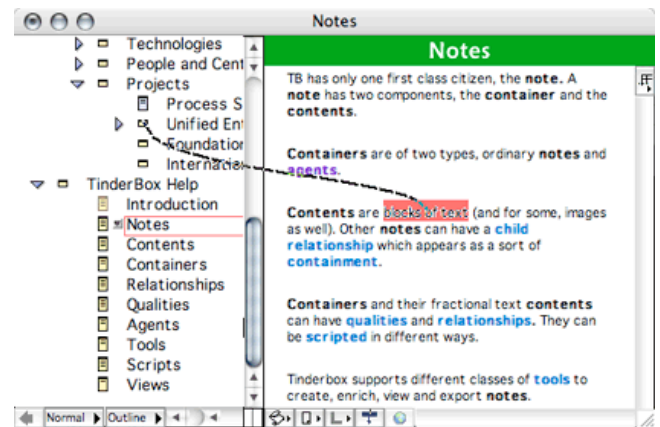 Notes
Technologies
People and Cent
Projects
Process S
Unified Ent
Foundation
Internation
TinderBox Help
Introduction
Notes
Contents
Containers
Relationships
Qualities
Agents
Tools
Scripts
Views
Normal
Outline
Notes
TB has only one first class citizen, the note. A
note has two components, the container and the
contents.
Containers are of two types, ordinary notes and
agents.
Contents are blocks of text (and for some, images
as well). Other notes can have a child
relationship which appears as a sort of
containment.
Containers and their fractional text contents
can have qualities and relationships. They can
be scripted in different ways.
Tinderbox supports different classes of tools to
create, enrich, view and export notes.